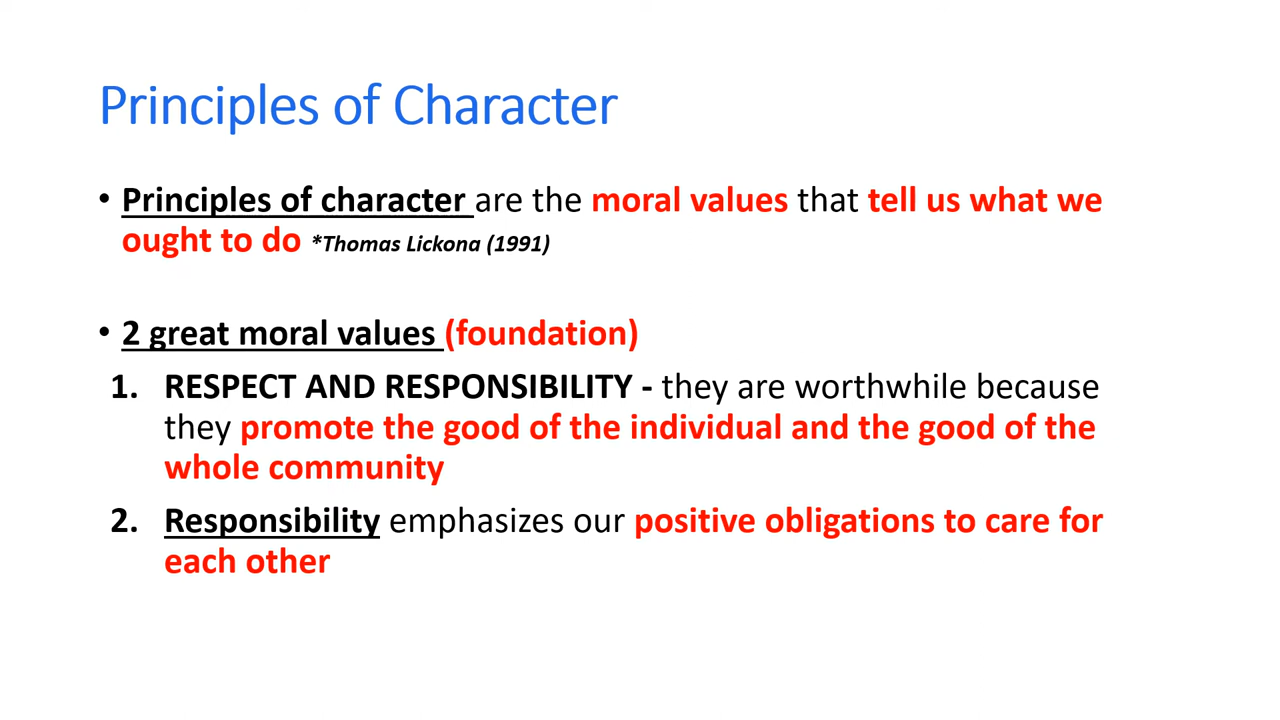 Principles of Character
• Principles of character are the moral values that tell us what we
ought to do *Thomas Lickona (1991)
• 2 great moral values (foundation)
1. RESPECT AND RESPONSIBILITY - they are worthwhile because
they promote the good of the individual and the good of the
whole community
2. Responsibility emphasizes our positive obligations to care for
each other